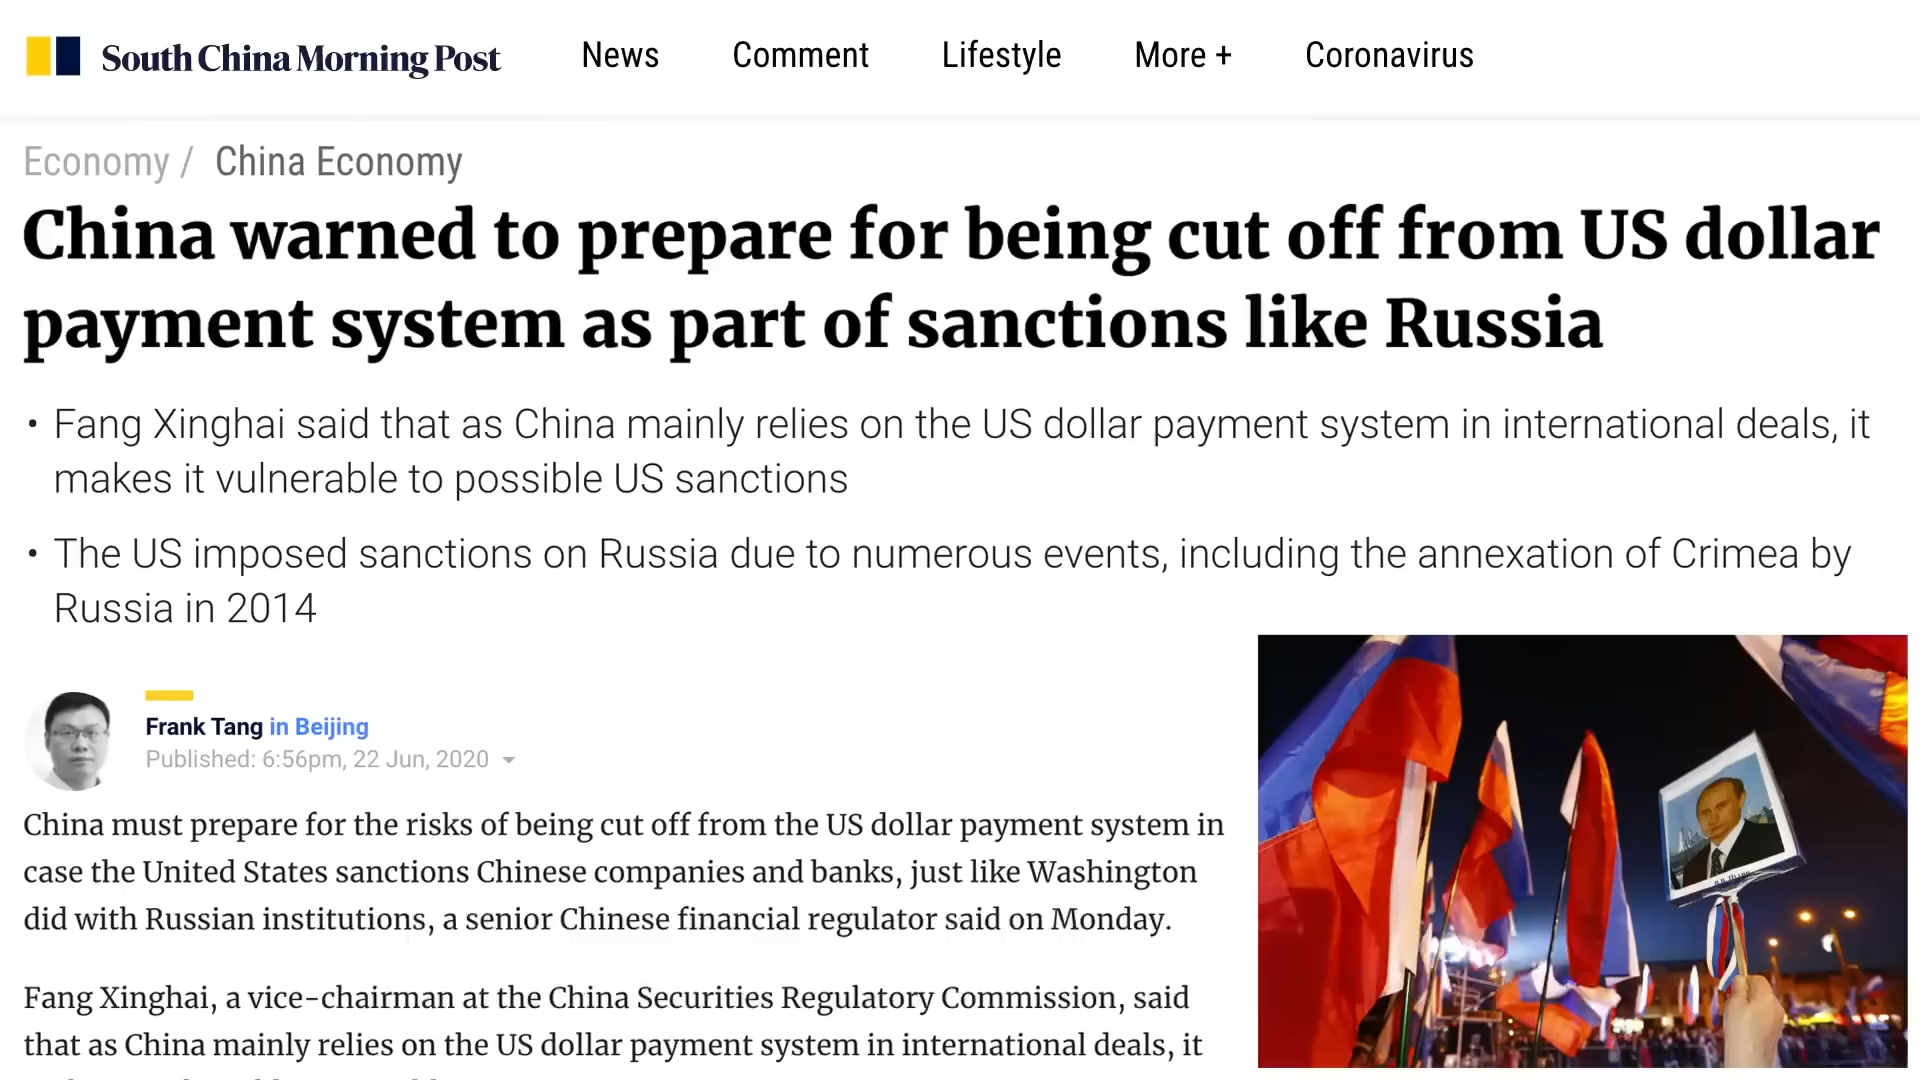 South China Morning Post
News
Comment
Lifestyle
More +
Coronavirus
Economy / China Economy
China warned to prepare for being cut off from US dollar
payment system as part of sanctions like Russia
• Fang Xinghai said that as China mainly relies on the US dollar payment system in international deals, it
makes it vulnerable to possible US sanctions
• The US imposed sanctions on Russia due to numerous events, including the annexation of Crimea by
Russia in 2014
Frank Tang in Beijing
Published: 6:56pm, 22 Jun, 2020
China must prepare for the risks of being cut off from the US dollar payment system in
case the United States sanctions Chinese companies and banks, just like Washington
did with Russian institutions, a senior Chinese financial regulator said on Monday.
Fang Xinghai, a vice-chairman at the China Securities Regulatory Commission, said
that as China mainly relies on the US dollar payment system in international deals, it